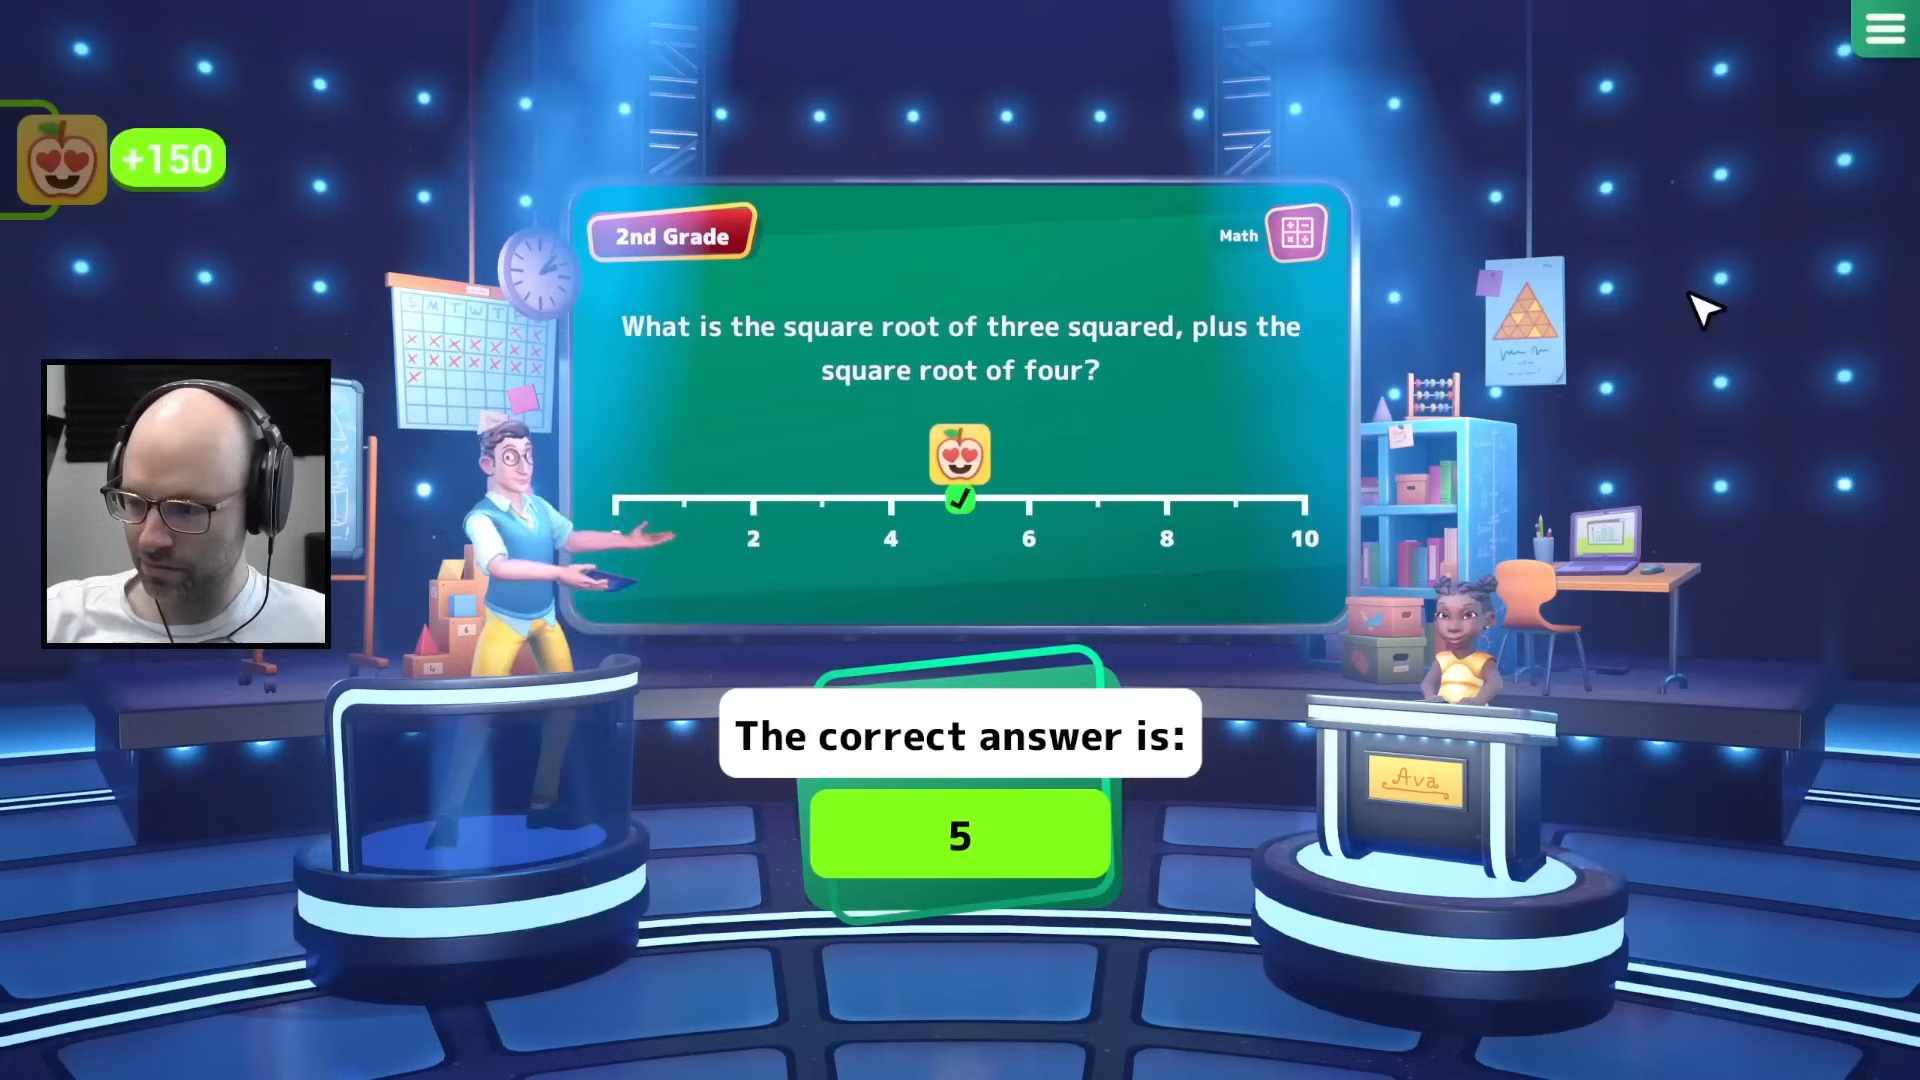 +150
2nd Grade
Math
What is the square root of three squared, plus the
square root of four?
S M T W T
2 4 6 8 10
The correct answer is:
5
Ava